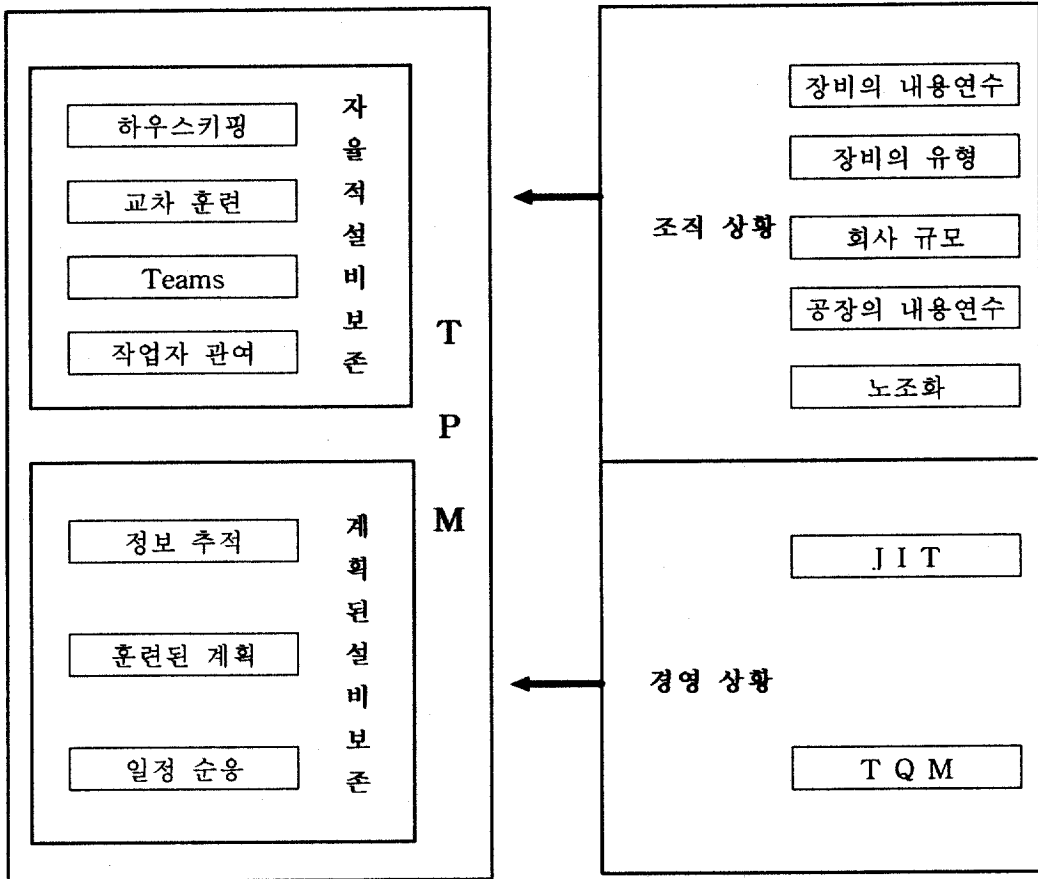 하우스키핑
교차 훈련
Teams
작업자 관여
자율적설비보존
정보 추적
훈련된 계획
일정 순응
계획된설비보존
TPM
조직 상황
장비의 내용연수
장비의 유형
회사 규모
공장의 내용연수
노조화
경영 상황
J I T
T Q M